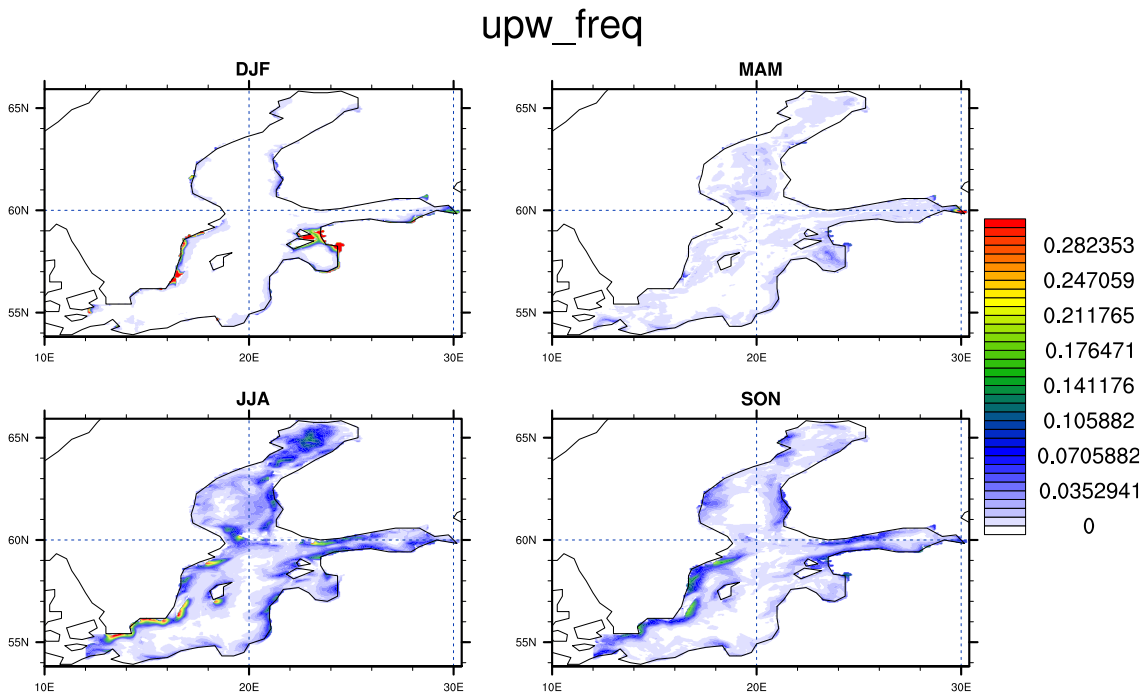 upw_freq
DJF
MAM
65N
60N
55N
10E
20E
30E
65N
60N
55N
10E
20E
30E
0.282353
0.247059
0.211765
0.176471
0.141176
0.105882
0.0705882
0.0352941
0
JJA
SON
65N
60N
55N
10E
20E
30E
65N
60N
55N
10E
20E
30E